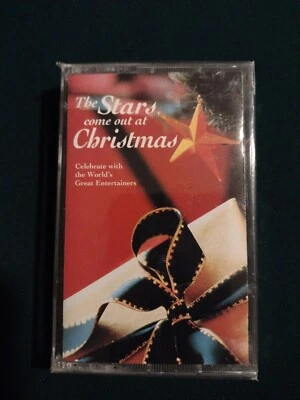 The Stars
come out at
Christmas
Celebrate with
the World's
Great Entertainers